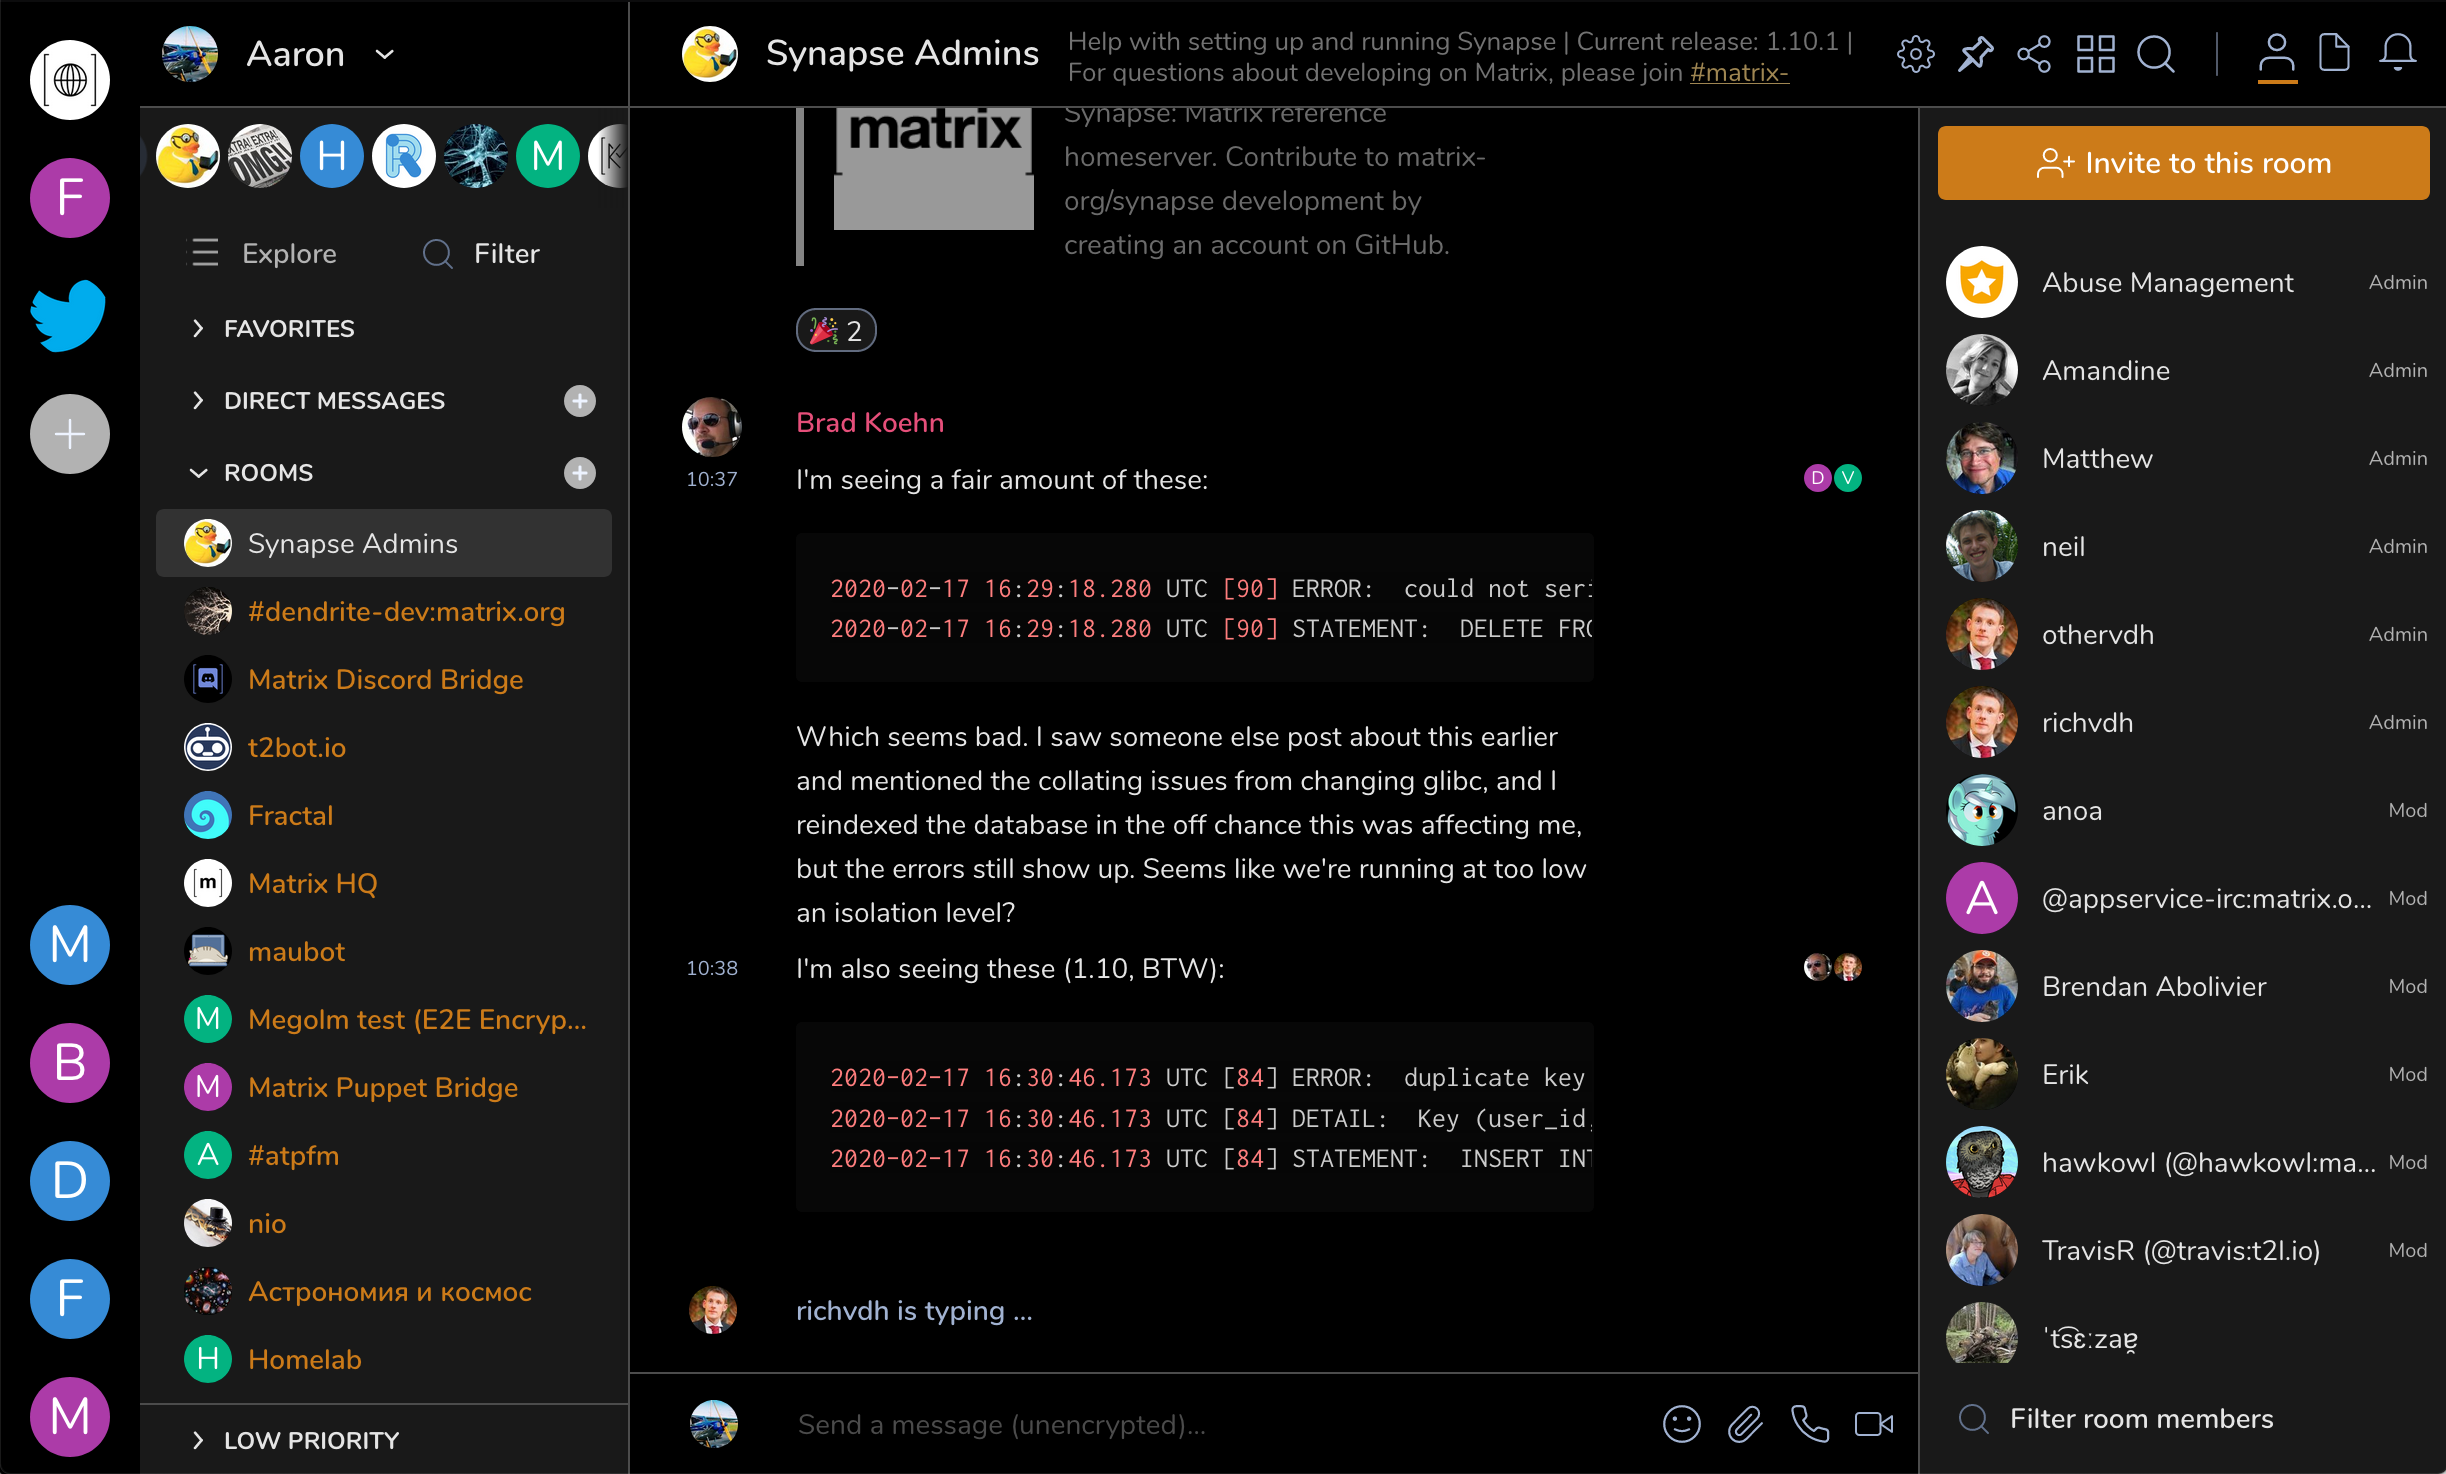 Aaron
Synapse Admins
Help with setting up and running Synapse | Current release: 1.10.1 |
For questions about developing on Matrix, please join #matrix-
F
EXTRA! EXTRA!
OMG!!
H
R
M
Explore
Filter
FAVORITES
DIRECT MESSAGES
ROOMS
Synapse Admins
#dendrite-dev:matrix.org
Matrix Discord Bridge
t2bot.io
Fractal
[m]
Matrix HQ
maubot
M
Megolm test (E2E Encryp...
M
Matrix Puppet Bridge
A
#atpfm
nio
Астрономия и космос
H
Homelab
LOW PRIORITY
M
B
D
F
M
matrix
Synapse: Matrix reference
homeserver. Contribute to matrix-
org/synapse development by
creating an account on GitHub.
2
Brad Koehn
10:37
I'm seeing a fair amount of these:
D
V
2020-02-17 16:29:18.280 UTC [90] ERROR:  could not seri
2020-02-17 16:29:18.280 UTC [90] STATEMENT:  DELETE FRO
Which seems bad. I saw someone else post about this earlier
and mentioned the collating issues from changing glibc, and I
reindexed the database in the off chance this was affecting me,
but the errors still show up. Seems like we're running at too low
an isolation level?
10:38
I'm also seeing these (1.10, BTW):
2020-02-17 16:30:46.173 UTC [84] ERROR:  duplicate key
2020-02-17 16:30:46.173 UTC [84] DETAIL:  Key (user_id,
2020-02-17 16:30:46.173 UTC [84] STATEMENT:  INSERT INT
richvdh is typing ...
Send a message (unencrypted)...
Invite to this room
Abuse Management
Admin
Amandine
Admin
Matthew
Admin
neil
Admin
othervdh
Admin
richvdh
Admin
anoa
Mod
A
@appservice-irc:matrix.o...
Mod
Brendan Abolivier
Mod
Erik
Mod
hawkowl (@hawkowl:ma...
Mod
TravisR (@travis:t2l.io)
Mod
ˈt͡sɛːzaɐ̯
Filter room members